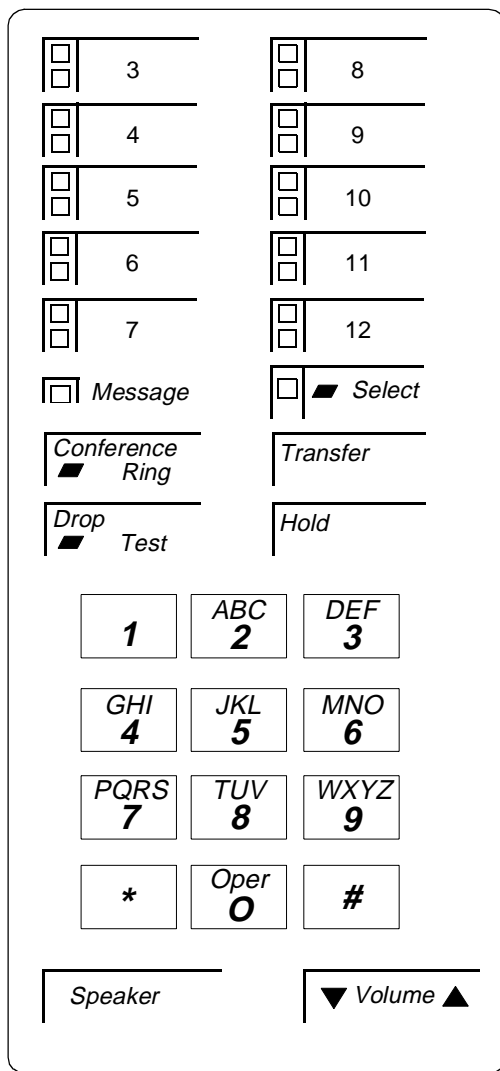 3 8
4 9
5 10
6 11
7 12
Message Select
Conference Transfer
Ring
Drop Hold
Test
ABC DEF
1 2 3
GHI JKL MNO
4 5 6
PQRS TUV WXYZ
7 8 9
Oper
* O #
Speaker ▼ Volume ▲